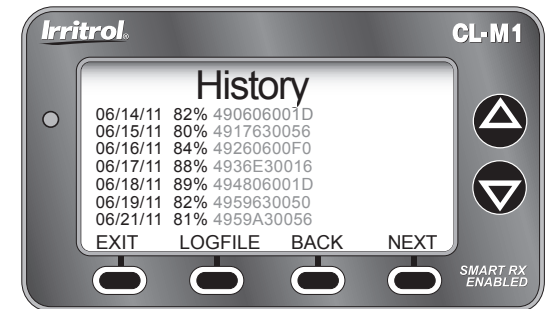 Irritrol®
CL-M1
History
06/14/11 82% 490606001D
06/15/11 80% 4917630056
06/16/11 84% 49260600F0
06/17/11 88% 4936E30016
06/18/11 89% 494806001D
06/19/11 82% 4959630050
06/21/11 81% 4959A30056
EXIT LOGFILE BACK NEXT
SMART RX
ENABLED